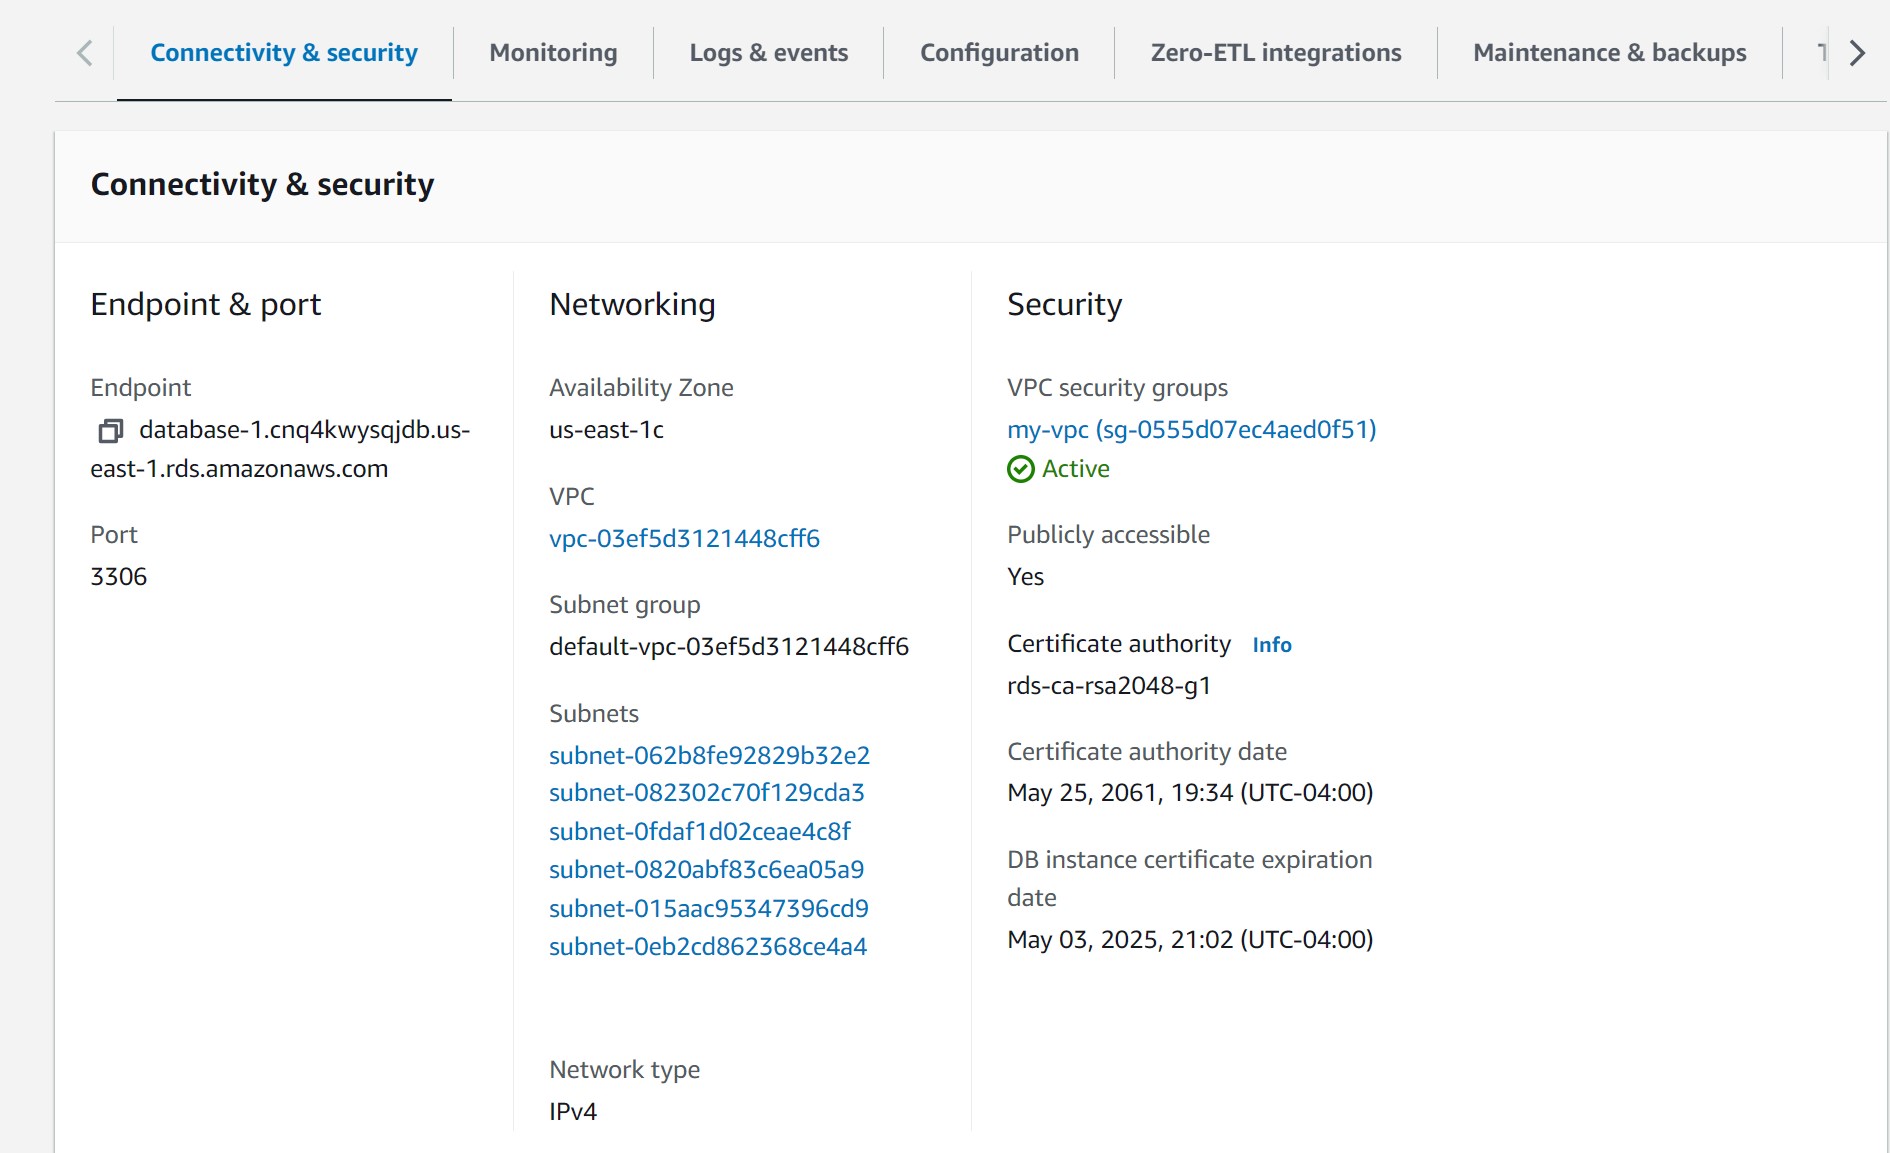 Connectivity & security
Monitoring
Logs & events
Configuration
Zero-ETL integrations
Maintenance & backups
Connectivity & security
Endpoint & port
Endpoint
database-1.cnq4kwysqjdb.us-
east-1.rds.amazonaws.com
Port
3306
Networking
Availability Zone
us-east-1c
VPC
vpc-03ef5d3121448cff6
Subnet group
default-vpc-03ef5d3121448cff6
Subnets
subnet-062b8fe92829b32e2
subnet-082302c70f129cda3
subnet-0fdaf1d02ceae4c8f
subnet-0820abf83c6ea05a9
subnet-015aac95347396cd9
subnet-0eb2cd862368ce4a4
Network type
IPv4
Security
VPC security groups
my-vpc (sg-0555d07ec4aed0f51)
Active
Publicly accessible
Yes
Certificate authority Info
rds-ca-rsa2048-g1
Certificate authority date
May 25, 2061, 19:34 (UTC-04:00)
DB instance certificate expiration
date
May 03, 2025, 21:02 (UTC-04:00)